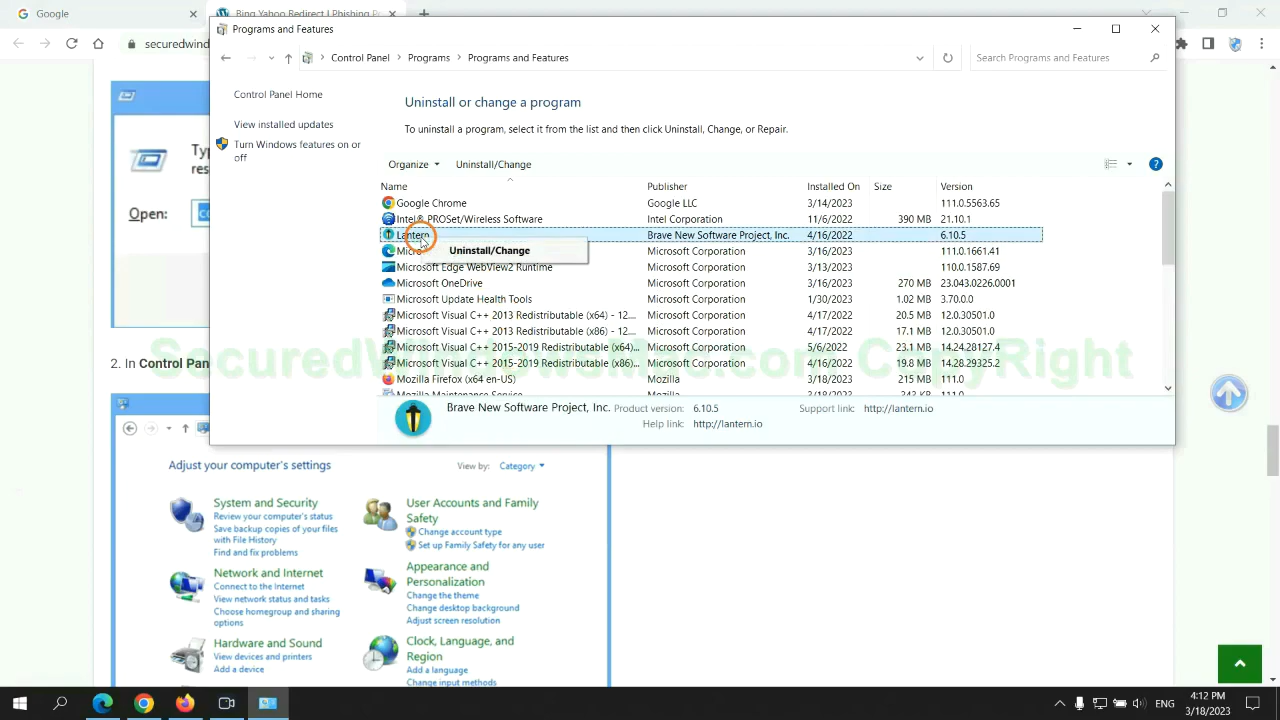 Google
Bing Yahoo Redirect | Phishing Pr
securedwind
Programs and Features
Control Panel
Programs
Programs and Features
Search Programs and Features
Control Panel Home
View installed updates
Turn Windows features on or
off
Uninstall or change a program
To uninstall a program, select it from the list and then click Uninstall, Change, or Repair.
Organize
Uninstall/Change
Name Publisher Installed On Size Version
Google Chrome Google LLC 3/14/2023 111.0.5563.65
Intel® PROSet/Wireless Software Intel Corporation 11/6/2022 390 MB 21.10.1
Lantern Brave New Software Project, Inc. 4/16/2022 6.10.5
Micro Microsoft Corporation 3/16/2023 111.0.1661.41
Uninstall/Change
Microsoft Edge WebView2 Runtime Microsoft Corporation 3/13/2023 110.0.1587.69
Microsoft OneDrive Microsoft Corporation 3/16/2023 270 MB 23.043.0226.0001
Microsoft Update Health Tools Microsoft Corporation 1/30/2023 1.02 MB 3.70.0.0
Microsoft Visual C++ 2013 Redistributable (x64) - 12... Microsoft Corporation 4/17/2022 20.5 MB 12.0.30501.0
Microsoft Visual C++ 2013 Redistributable (x86) - 12... Microsoft Corporation 4/17/2022 17.1 MB 12.0.30501.0
Microsoft Visual C++ 2015-2019 Redistributable (x64)... Microsoft Corporation 5/6/2022 23.1 MB 14.24.28127.4
Microsoft Visual C++ 2015-2019 Redistributable (x86)... Microsoft Corporation 4/16/2022 19.8 MB 14.28.29325.2
Mozilla Firefox (x64 en-US) Mozilla 3/18/2023 215 MB 111.0
Mozilla Maintenance Service Mozilla 3/18/2023 343 KB 111.0
Brave New Software Project, Inc. Product version: 6.10.5 Support link: http://lantern.io
Help link: http://lantern.io
Typ
res
Open:
co
2. In Control Pan
Adjust your computer's settings
View by: Category
System and Security
Review your computer's status
Save backup copies of your files
with File History
Find and fix problems
Network and Internet
Connect to the Internet
View network status and tasks
Choose homegroup and sharing
options
Hardware and Sound
View devices and printers
Add a device
User Accounts and Family
Safety
Change account type
Set up Family Safety for any user
Appearance and
Personalization
Change the theme
Change desktop background
Adjust screen resolution
Clock, Language, and
Region
Add a language
Change input methods
ENG
4:12 PM
3/18/2023